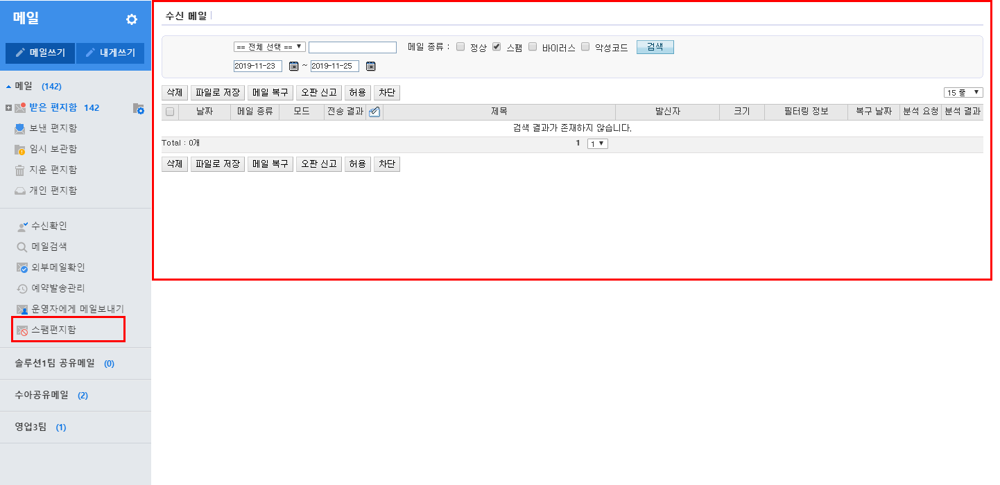 메일
메일쓰기 내게쓰기
메일 (142)
받은 편지함 142
보낸 편지함
임시 보관함
지운 편지함
개인 편지함
수신확인
메일검색
외부메일확인
예약발송관리
운영자에게 메일보내기
스팸편지함
솔루션1팀 공유메일 (0)
수아공유메일 (2)
영업3팀 (1)
수신 메일
== 전체 선택 == 메일 종류 : 정상 스팸 바이러스 악성코드 검색
2019-11-23 ~ 2019-11-25
삭제 파일로 저장 메일 복구 오판 신고 허용 차단 15 줄
날짜 메일 종류 모드 전송 결과 제목 발신자 크기 필터링 정보 복구 날짜 분석 요청 분석 결과
검색 결과가 존재하지 않습니다.
Total : 0개 1 1
삭제 파일로 저장 메일 복구 오판 신고 허용 차단